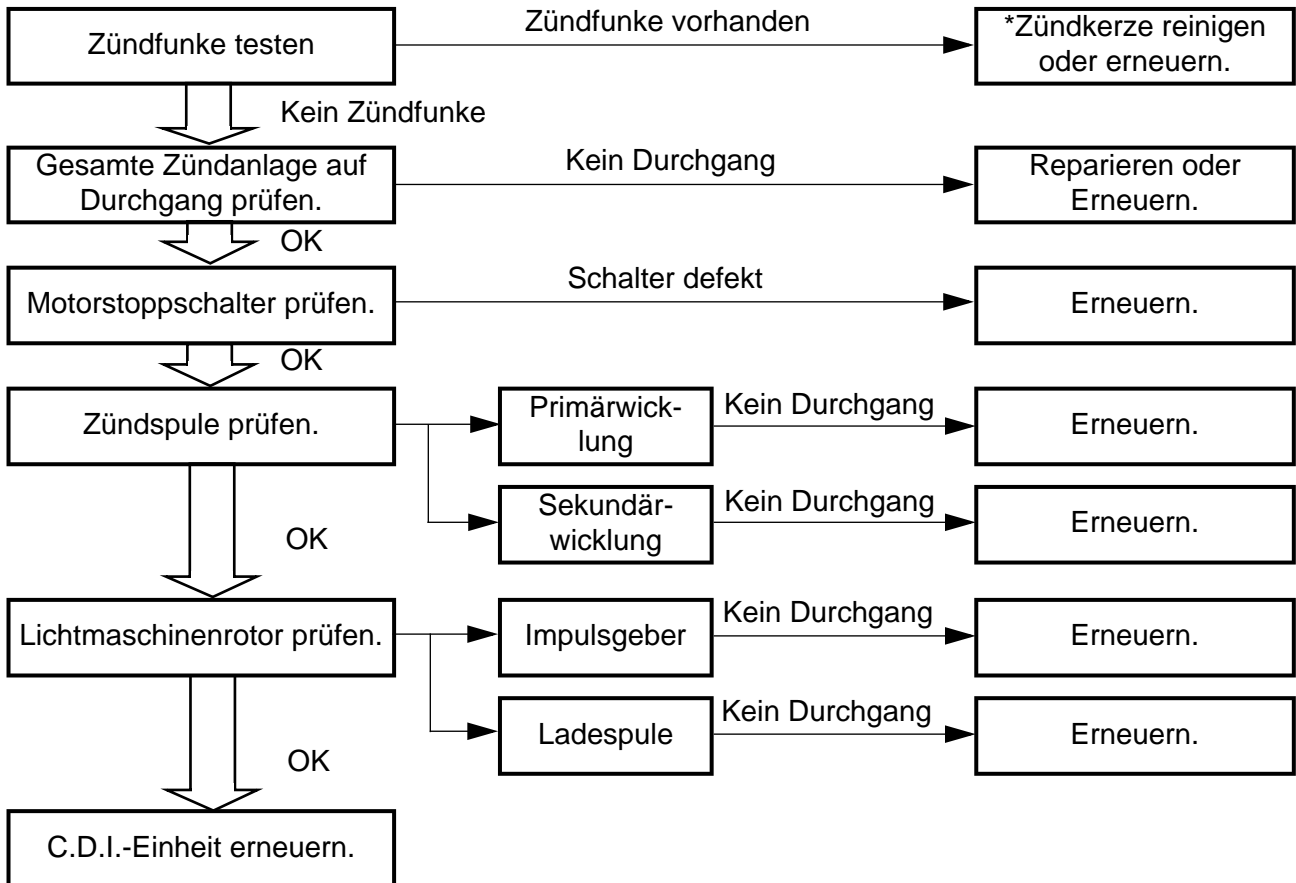 Zündfunke testen
Zündfunke vorhanden
*Zündkerze reinigen
oder erneuern.
Kein Zündfunke
Gesamte Zündanlage auf
Durchgang prüfen.
Kein Durchgang
Reparieren oder
Erneuern.
OK
Motorstoppschalter prüfen.
Schalter defekt
Erneuern.
OK
Zündspule prüfen.
Primärwick-
lung
Kein Durchgang
Erneuern.
Sekundär-
wicklung
Kein Durchgang
Erneuern.
OK
Lichtmaschinenrotor prüfen.
Impulsgeber
Kein Durchgang
Erneuern.
Ladespule
Kein Durchgang
Erneuern.
OK
C.D.I.-Einheit erneuern.